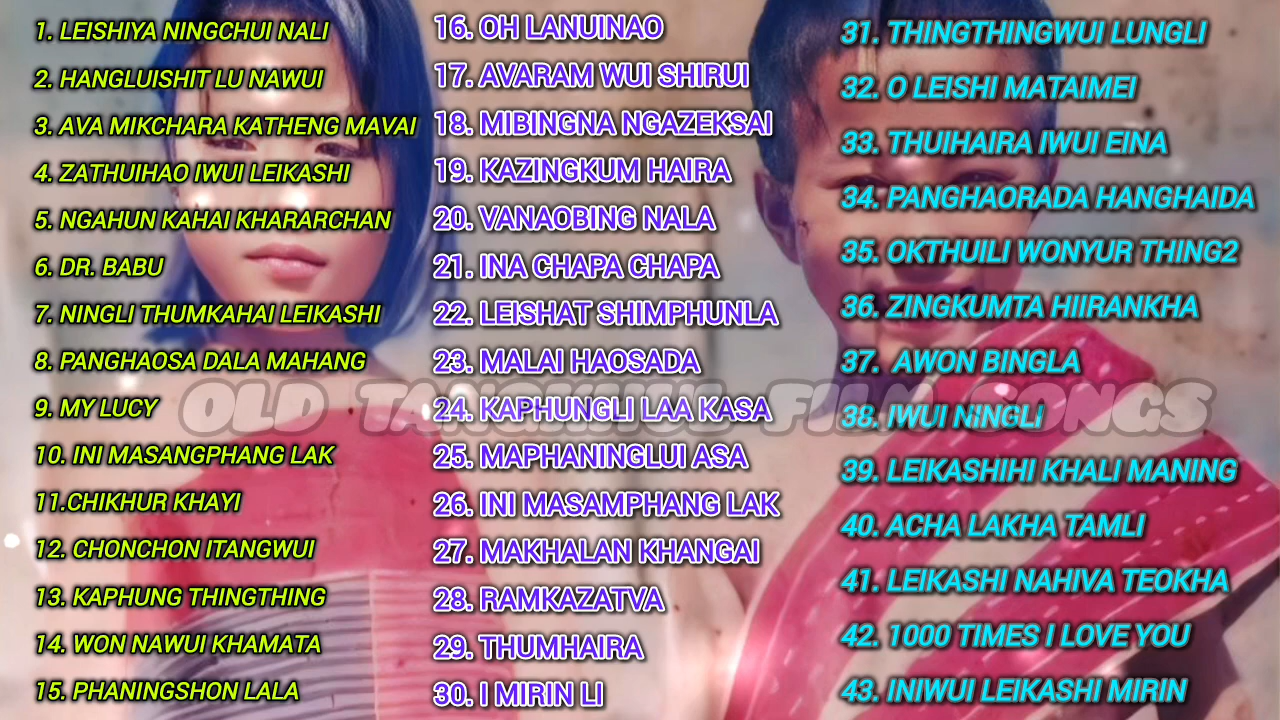 1. LEISHIYA NINGCHUI NALI
2. HANGLUISHIT LU NAWUI
3. AVA MIKCHARA KATHENG MAVAI
4. ZATHUIHAO IWUI LEIKASHI
5. NGAHUN KAHAI KHARARCHAN
6. DR. BABU
7. NINGLI THUMKAHAI LEIKASHI
8. PANGHAOSA DALA MAHANG
9. MY LUCY
10. INI MASANGPHANG LAK
11.CHIKHUR KHAYI
12. CHONCHON ITANGWUI
13. KAPHUNG THINGTHING
14. WON NAWUI KHAMATA
15. PHANINGSHON LALA
16. OH LANUINAO
17. AVARAM WUI SHIRUI
18. MIBINGNA NGAZEKSAI
19. KAZINGKUM HAIRA
20. VANAOBING NALA
21. INA CHAPA CHAPA
22. LEISHAT SHIMPHUNLA
23. MALAI HAOSADA
24. KAPHUNGLI LAA KASA
25. MAPHANINGLUI ASA
26. INI MASAMPHANG LAK
27. MAKHALAN KHANGAI
28. RAMKAZATVA
29. THUMHAIRA
30. I MIRIN LI
31. THINGTHINGWUI LUNGLI
32. O LEISHI MATAIMEI
33. THUIHAIRA IWUI EINA
34. PANGHAORADA HANGHAIDA
35. OKTHUILI WONYUR THING2
36. ZINGKUMTA HIIRANKHA
37. AWON BINGLA
38. IWUI NiNGLi
39. LEIKASHIHI KHALI MANING
40. ACHA LAKHA TAMLI
41. LEIKASHI NAHIVA TEOKHA
42. 1000 TIMES I LOVE YOU
43. INIWUI LEIKASHI MIRIN
OLD TANGKHUL FILM SONGS